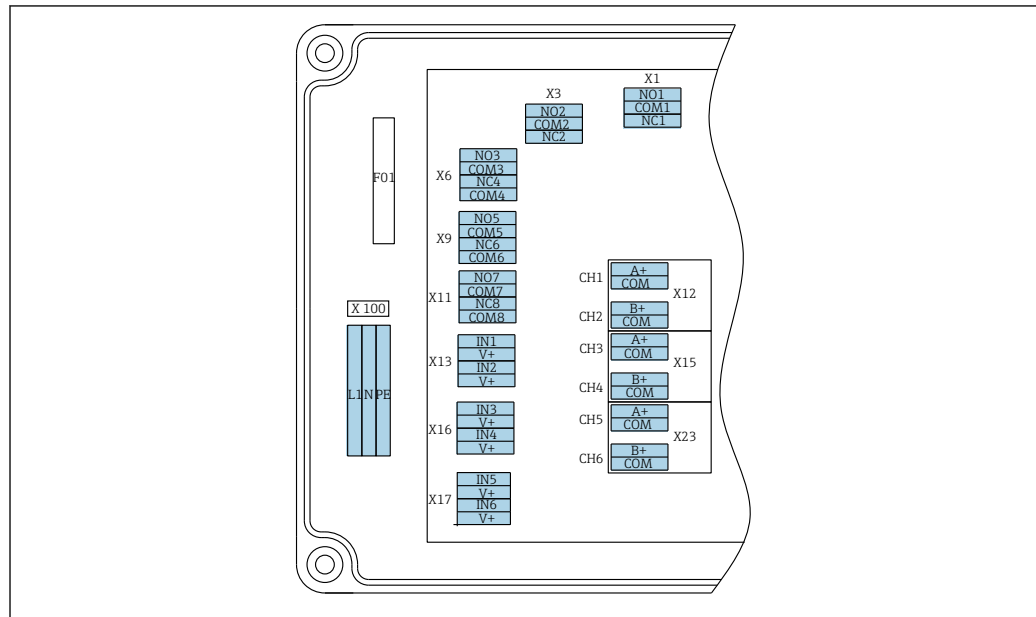 X1
NO1
COM1
NC1
X3
NO2
COM2
NC2
X6
NO3
COM3
NC4
COM4
F01
X9
NO5
COM5
NC6
COM6
X11
NO7
COM7
NC8
COM8
X 100
L1 N PE
X13
IN1
V+
IN2
V+
X16
IN3
V+
IN4
V+
X17
IN5
V+
IN6
V+
CH1
A+
COM
X12
CH2
B+
COM
CH3
A+
COM
X15
CH4
B+
COM
CH5
A+
COM
X23
CH6
B+
COM